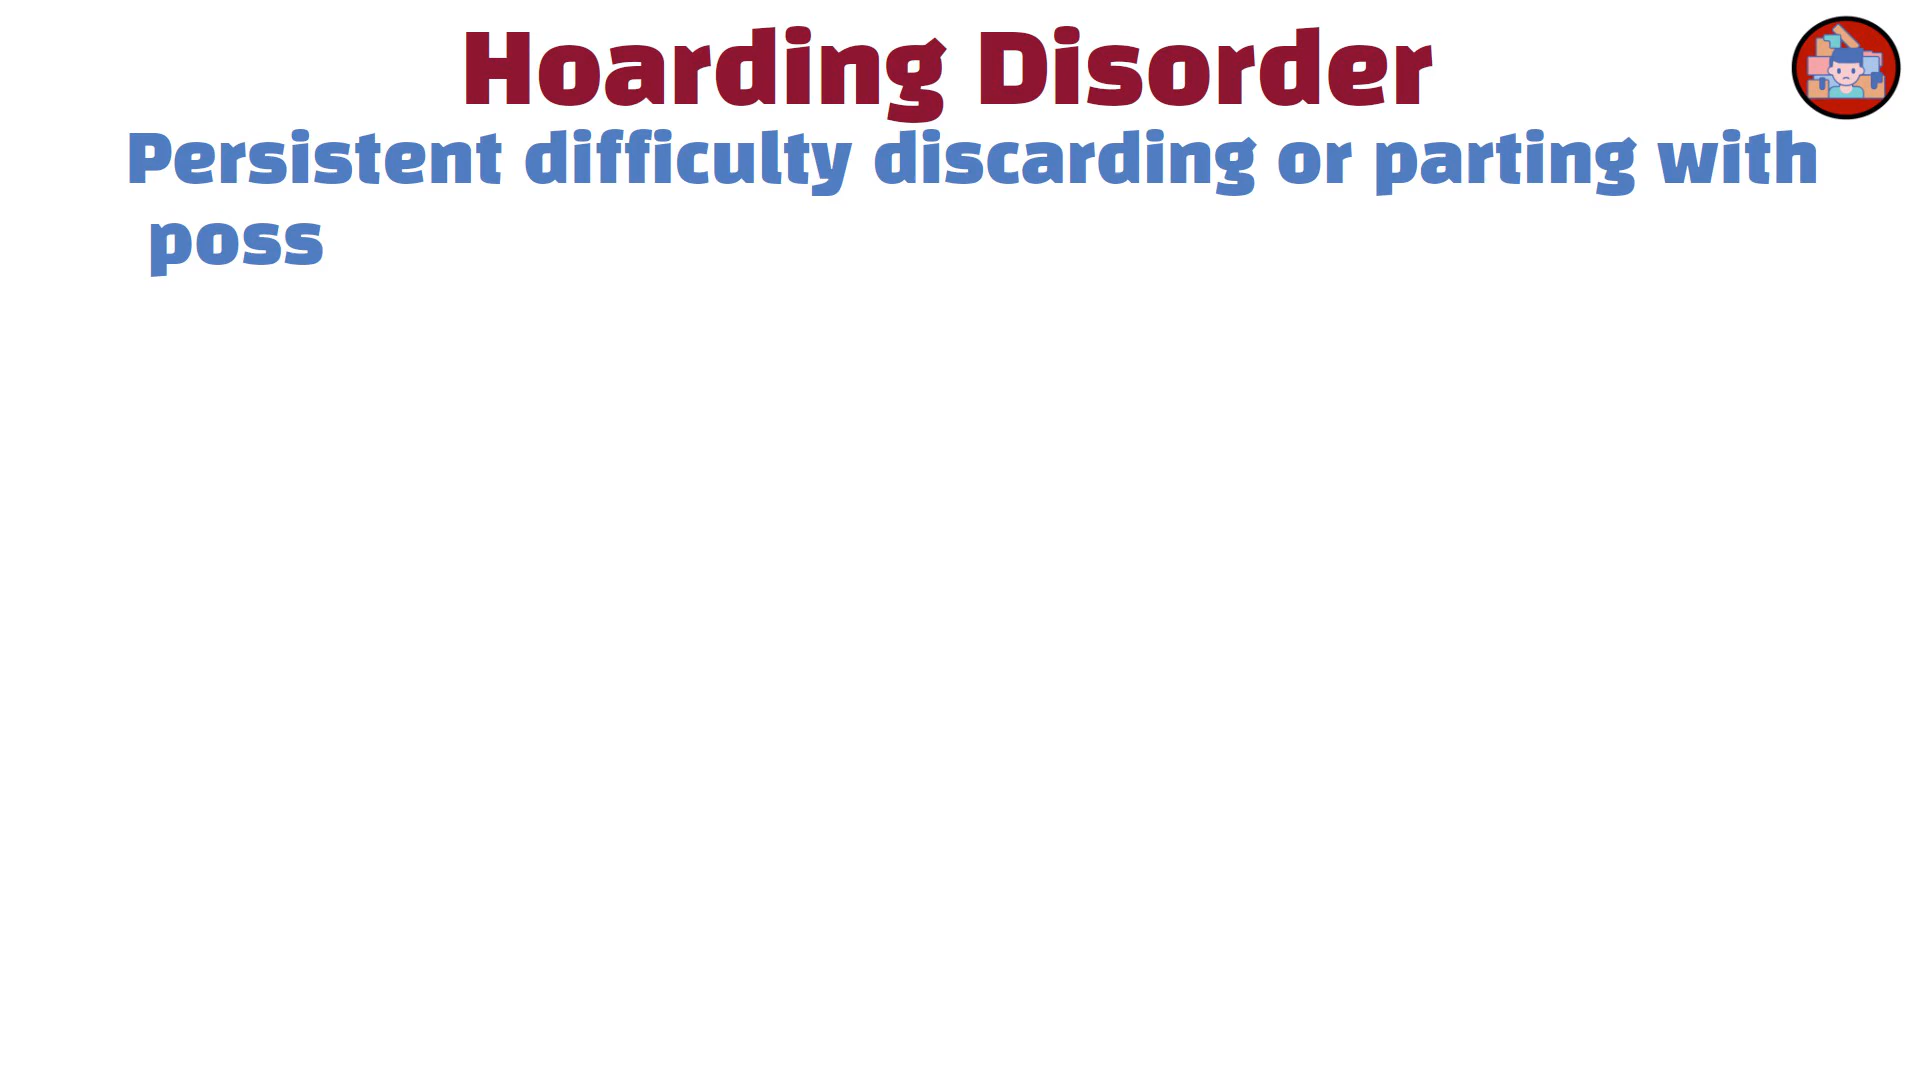 Hoarding Disorder
Persistent difficulty discarding or parting with
poss